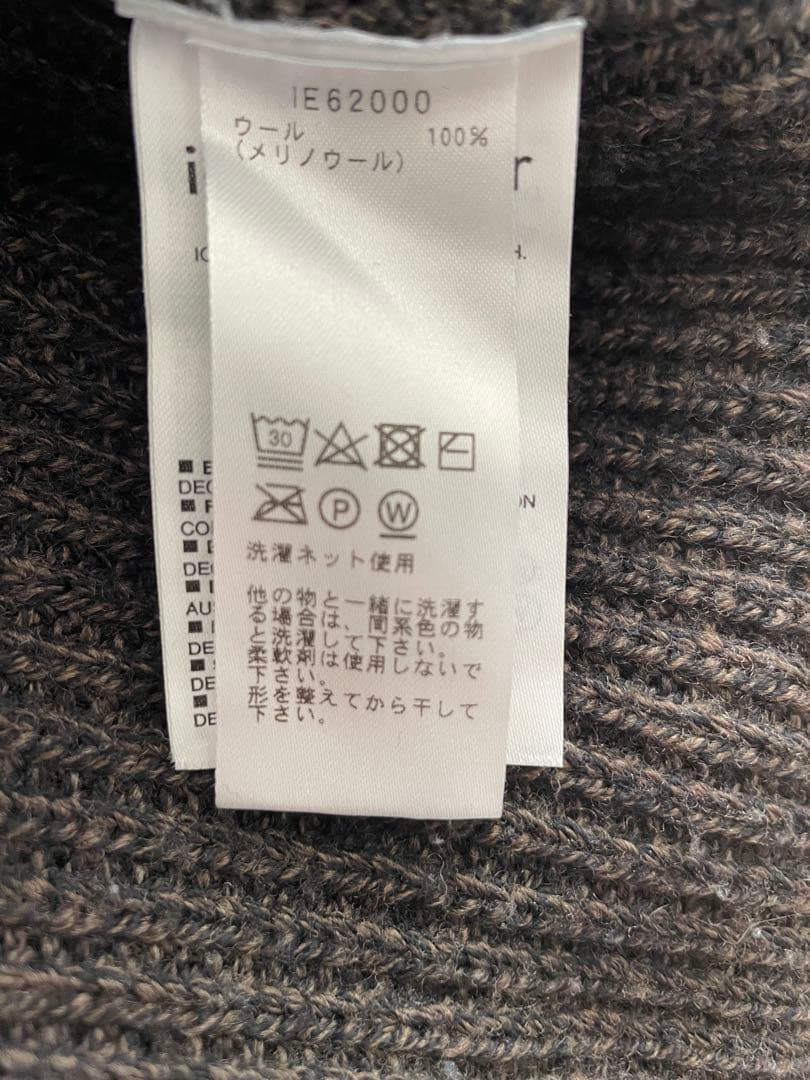 IE62000
ウール 100%
(メリノウール)
30
P W
洗濯ネット使用
他の物と一緒に洗濯す
る場合は、同系色の物
と洗濯して下さい。
柔軟剤は使用しないで
下さい。
形を整えてから干して
下さい。